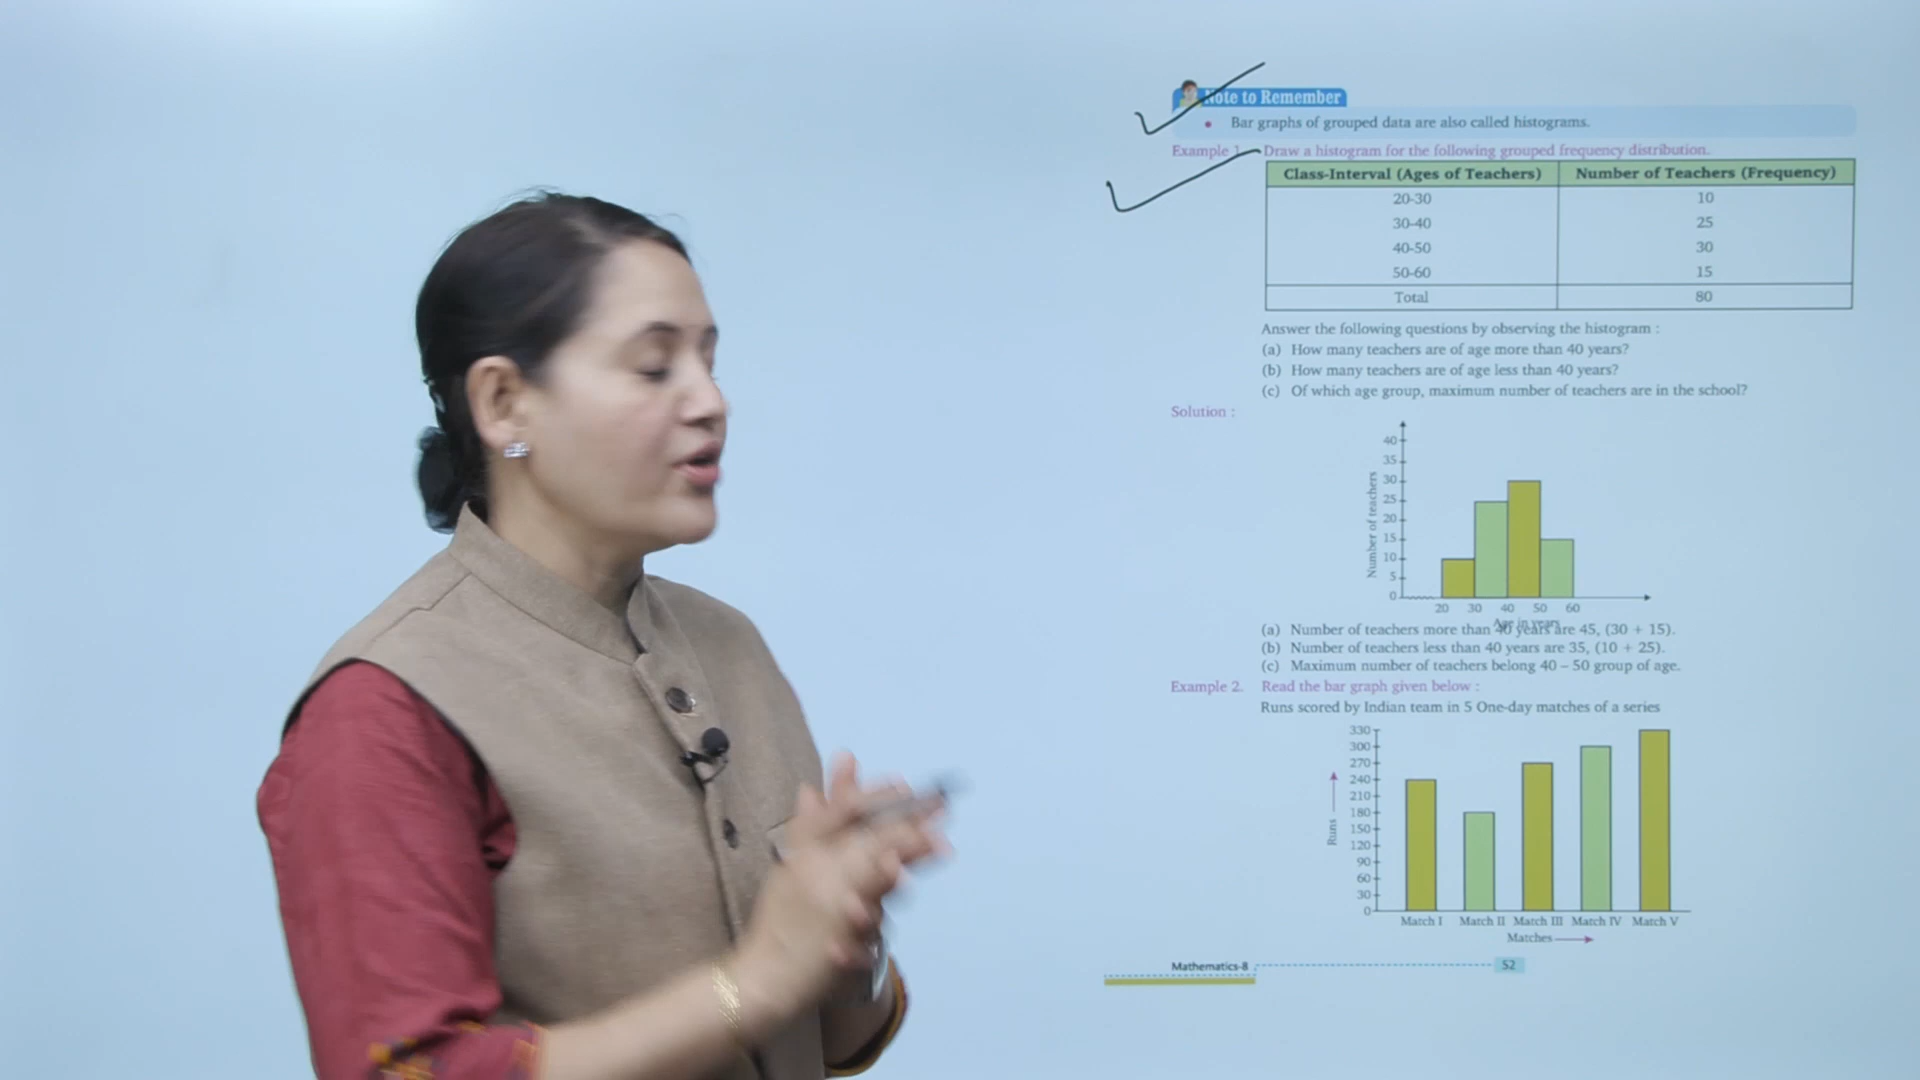 Note to Remember
• Bar graphs of grouped data are also called histograms.
Example 1. Draw a histogram for the following grouped frequency distribution.
Class-Interval (Ages of Teachers) Number of Teachers (Frequency)
20-30 10
30-40 25
40-50 30
50-60 15
Total 80
Answer the following questions by observing the histogram :
(a) How many teachers are of age more than 40 years?
(b) How many teachers are of age less than 40 years?
(c) Of which age group, maximum number of teachers are in the school?
Solution :
Number of teachers
40
35
30
25
20
15
10
5
0
20 30 40 50 60
Age in years
(a) Number of teachers more than 40 years are 45, (30 + 15).
(b) Number of teachers less than 40 years are 35, (10 + 25).
(c) Maximum number of teachers belong 40 – 50 group of age.
Example 2. Read the bar graph given below :
Runs scored by Indian team in 5 One-day matches of a series
Runs
330
300
270
240
210
180
150
120
90
60
30
0
Match I Match II Match III Match IV Match V
Matches
Mathematics-8 52